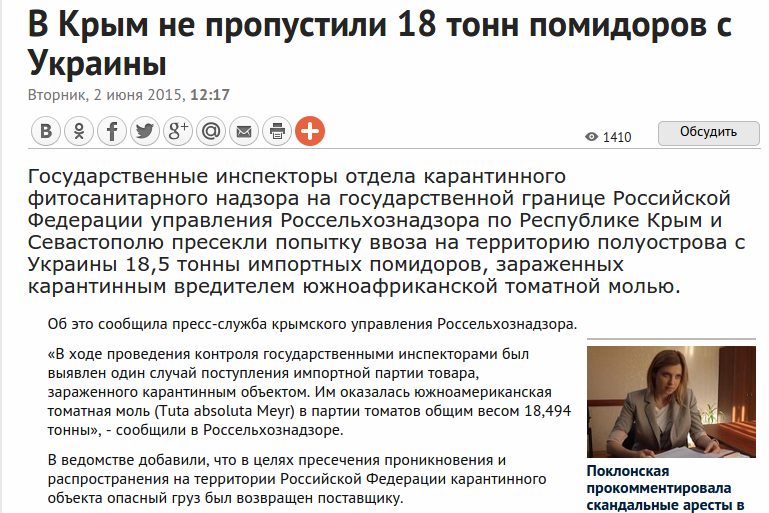 В Крым не пропустили 18 тонн помидоров с
Украины
Вторник, 2 июня 2015, 12:17
В f g+ @
1410
Обсудить
Государственные инспекторы отдела карантинного
фитосанитарного надзора на государственной границе Российской
Федерации управления Россельхознадзора по Республике Крым и
Севастополю пресекли попытку ввоза на территорию полуострова с
Украины 18,5 тонны импортных помидоров, зараженных
карантинным вредителем южноафриканской томатной молью.
Об это сообщила пресс-служба крымского управления Россельхознадзора.
«В ходе проведения контроля государственными инспекторами был
выявлен один случай поступления импортной партии товара,
зараженного карантинным объектом. Им оказалась южноамериканская
томатная моль (Tuta absoluta Meyr) в партии томатов общим весом 18,494
тонны», - сообщили в Россельхознадзоре.
В ведомстве добавили, что в целях пресечения проникновения и
распространения на территории Российской Федерации карантинного
объекта опасный груз был возвращен поставщику.
Поклонская
прокомментировала
скандальные аресты в